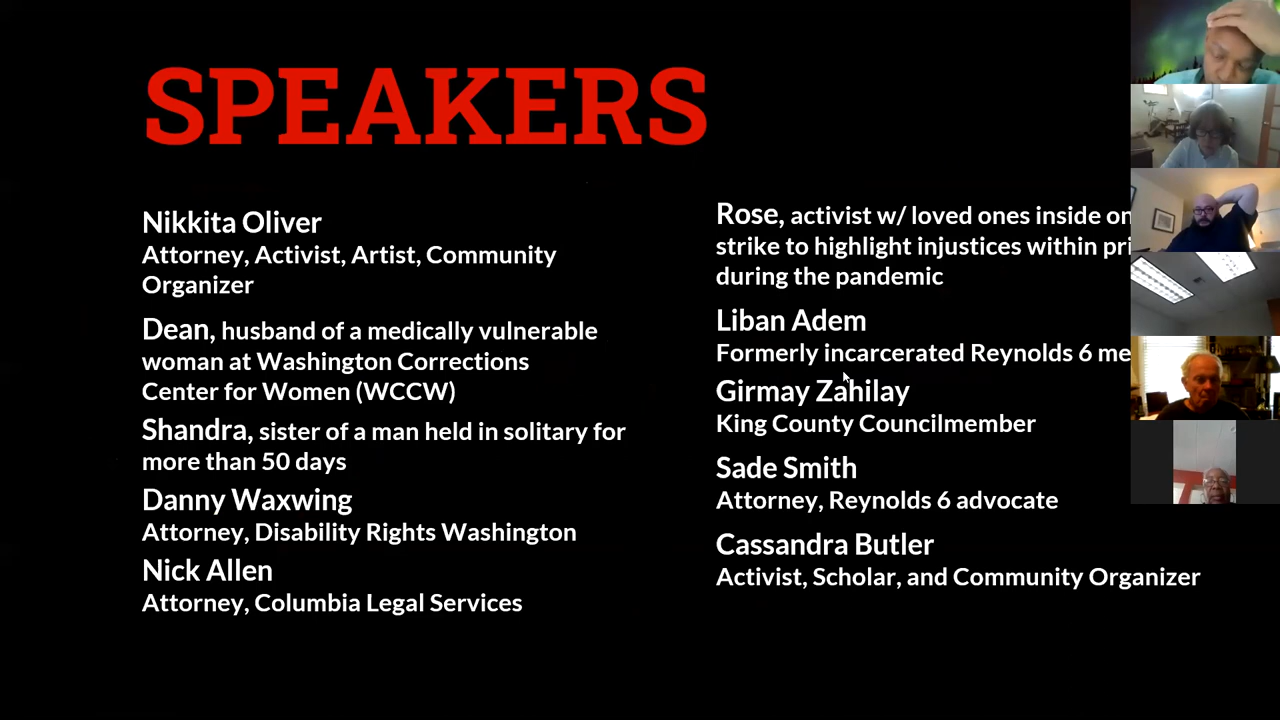 SPEAKERS
Nikkita Oliver
Attorney, Activist, Artist, Community
Organizer
Dean, husband of a medically vulnerable
woman at Washington Corrections
Center for Women (WCCW)
Shandra, sister of a man held in solitary for
more than 50 days
Danny Waxwing
Attorney, Disability Rights Washington
Nick Allen
Attorney, Columbia Legal Services
Rose, activist w/ loved ones inside on
strike to highlight injustices within pri
during the pandemic
Liban Adem
Formerly incarcerated Reynolds 6 me
Girmay Zahilay
King County Councilmember
Sade Smith
Attorney, Reynolds 6 advocate
Cassandra Butler
Activist, Scholar, and Community Organizer